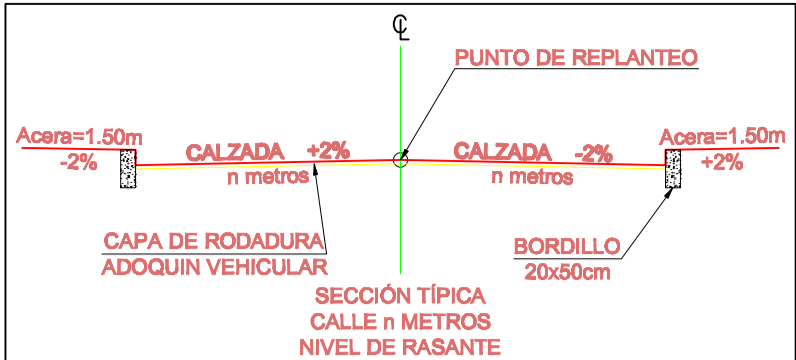 ℄
PUNTO DE REPLANTEO
Acera=1.50m
-2%
CALZADA +2%
n metros
CALZADA -2%
n metros
Acera=1.50m
+2%
CAPA DE RODADURA
ADOQUIN VEHICULAR
BORDILLO
20x50cm
SECCIÓN TÍPICA
CALLE n METROS
NIVEL DE RASANTE